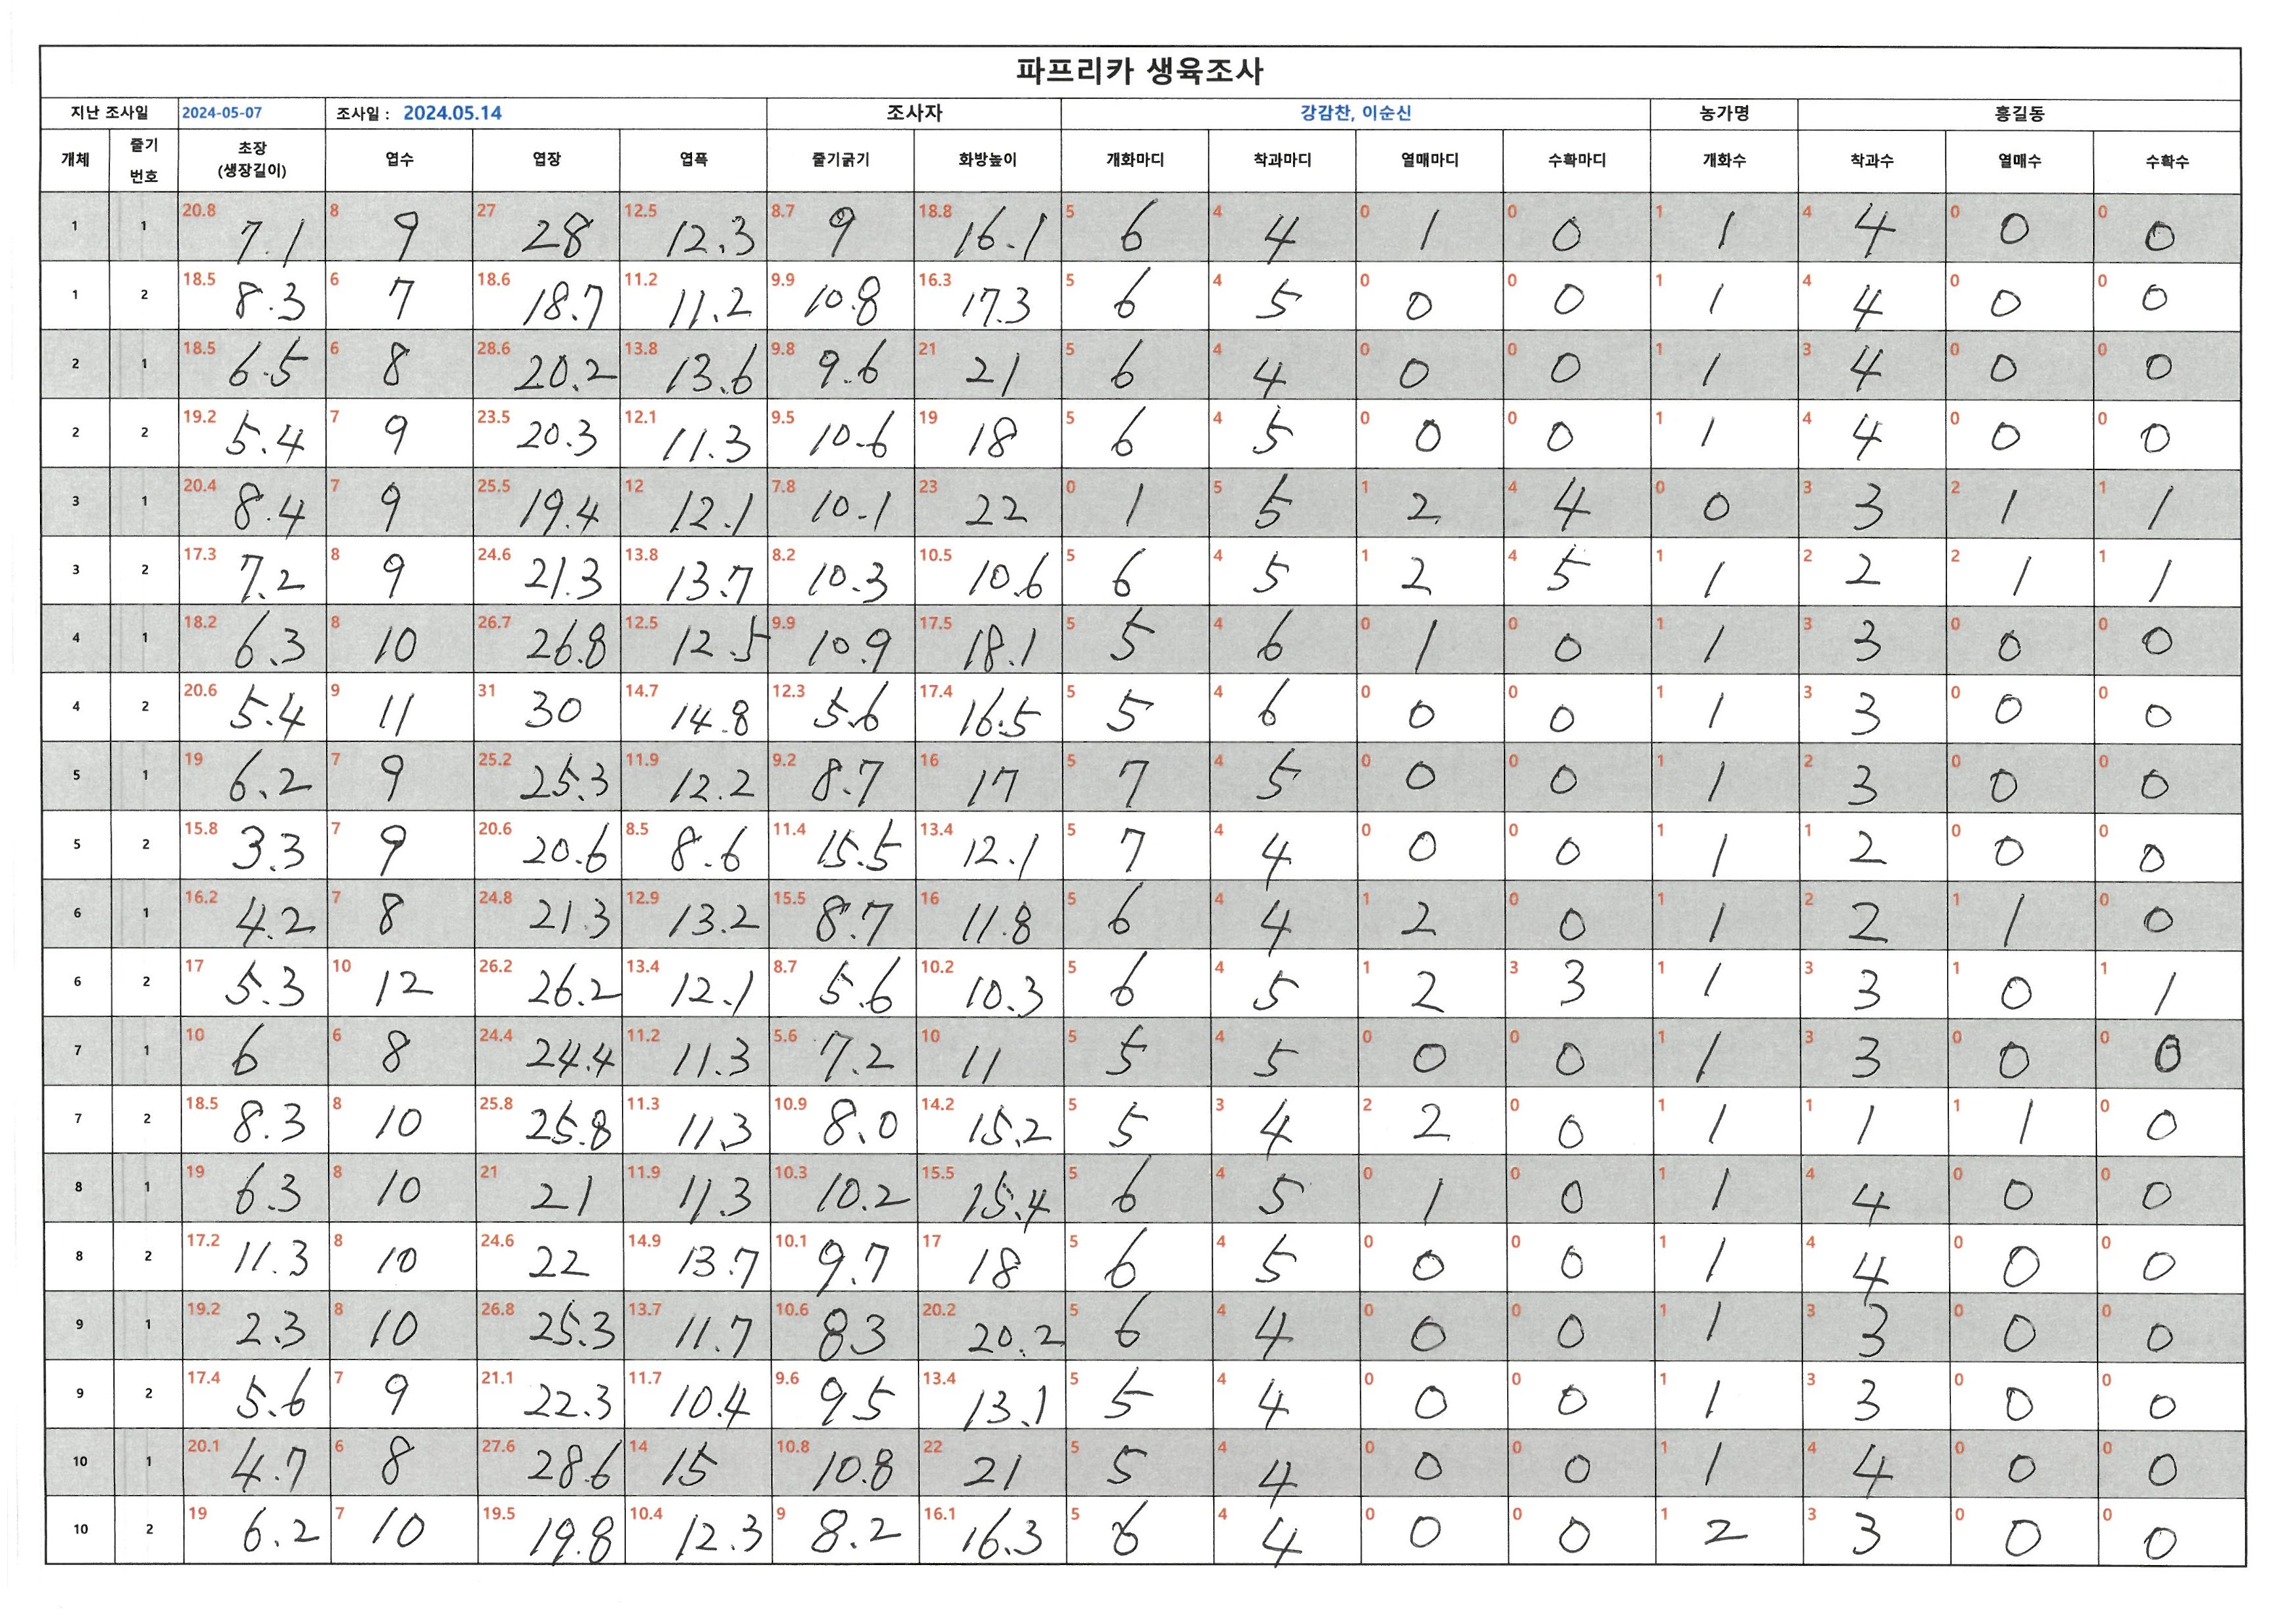 파프리카 생육조사
지난 조사일 2024-05-07 조사일 : 2024.05.14 조사자 강감찬, 이순신 농가명 홍길동
개체 줄기 번호 초장 (생장길이) 엽수 엽장 엽폭 줄기굵기 화방높이 개화마디 착과마디 열매마디 수확마디 개화수 착과수 열매수 수확수
1 1 20.8 7.1 8 9 27 28 12.5 12.3 8.7 9 18.8 16.1 5 6 4 4 0 1 0 0 1 1 4 4 0 0 0 0
1 2 18.5 8.3 6 7 18.6 18.7 11.2 11.2 9.9 10.8 16.3 17.3 5 6 4 5 0 0 0 0 1 1 4 4 0 0 0 0
2 1 18.5 6.5 6 8 28.6 20.2 13.8 13.6 9.8 9.6 21 21 5 6 4 4 0 0 0 0 1 1 3 4 0 0 0 0
2 2 19.2 5.4 7 9 23.5 20.3 12.1 11.3 9.5 10.6 19 18 5 6 4 5 0 0 0 0 1 1 4 4 0 0 0 0
3 1 20.4 8.4 7 9 25.5 19.4 12 12.1 7.8 10.1 23 22 0 1 5 5 1 2 4 4 0 0 3 3 2 1 1 1
3 2 17.3 7.2 8 9 24.6 21.3 13.8 13.7 8.2 10.3 10.5 10.6 5 6 4 5 1 2 4 5 1 1 2 2 2 1 1 1
4 1 18.2 6.3 8 10 26.7 26.8 12.5 12.5 9.9 10.9 17.5 18.1 5 5 4 6 0 1 0 0 1 1 3 3 0 0 0 0
4 2 20.6 5.4 9 11 31 30 14.7 14.8 12.3 5.6 17.4 16.5 5 5 4 6 0 0 0 0 1 1 3 3 0 0 0 0
5 1 19 6.2 7 9 25.2 25.3 11.9 12.2 9.2 8.7 16 17 5 7 4 5 0 0 0 0 1 1 2 3 0 0 0 0
5 2 15.8 3.3 7 9 20.6 20.6 8.5 8.6 11.4 15.5 13.4 12.1 5 7 4 4 0 0 0 0 1 1 1 2 0 0 0 0
6 1 16.2 4.2 7 8 24.8 21.3 12.9 13.2 15.5 8.7 16 11.8 5 6 4 4 1 2 0 0 1 1 2 2 1 1 0 0
6 2 17 5.3 10 12 26.2 26.2 13.4 12.1 8.7 5.6 10.2 10.3 5 6 4 5 1 2 3 3 1 1 3 3 1 0 1 1
7 1 10 6 6 8 24.4 24.4 11.2 11.3 5.6 7.2 10 11 5 5 4 5 0 0 0 0 1 1 3 3 0 0 0 0
7 2 18.5 8.3 8 10 25.8 25.8 11.3 11.3 10.9 8.0 14.2 15.2 5 5 3 4 2 2 0 0 1 1 1 1 1 1 0 0
8 1 19 6.3 8 10 21 21 11.9 11.3 10.3 10.2 15.5 15.4 5 6 4 5 0 1 0 0 1 1 4 4 0 0 0 0
8 2 17.2 11.3 8 10 24.6 22 14.9 13.7 10.1 9.7 17 18 5 6 4 5 0 0 0 0 1 1 4 4 0 0 0 0
9 1 19.2 2.3 8 10 26.8 25.3 13.7 11.7 10.6 83 20.2 20.2 5 6 4 4 0 0 0 0 1 1 3 3 0 0 0 0
9 2 17.4 5.6 7 9 21.1 22.3 11.7 10.4 9.6 95 13.4 13.1 5 5 4 4 0 0 0 0 1 1 3 3 0 0 0 0
10 1 20.1 4.7 6 8 27.6 28.6 14 15 10.8 10.8 22 21 5 5 4 4 0 0 0 0 1 1 4 4 0 0 0 0
10 2 19 6.2 7 10 19.5 19.8 10.4 12.3 9 8.2 16.1 16.3 5 6 4 4 0 0 0 0 1 2 3 3 0 0 0 0